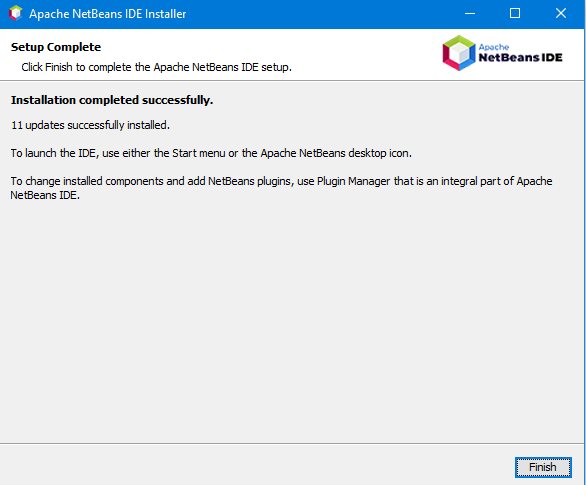 Apache NetBeans IDE Installer
Setup Complete
Click Finish to complete the Apache NetBeans IDE setup.
Apache
NetBeans IDE
Installation completed successfully.
11 updates successfully installed.
To launch the IDE, use either the Start menu or the Apache NetBeans desktop icon.
To change installed components and add NetBeans plugins, use Plugin Manager that is an integral part of Apache
NetBeans IDE.
Finish